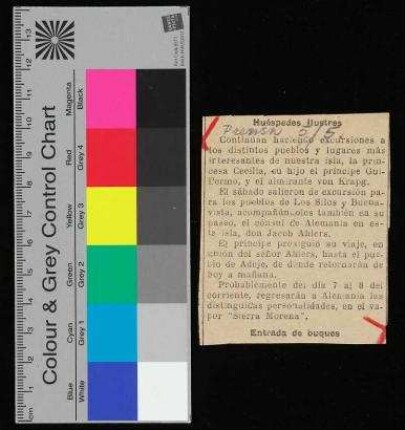 Colour & Grey Control Chart
Blue
Cyan
Green
Yellow
Red
Magenta
White
Grey 1
Grey 2
Grey 3
Grey 4
Black
Huéspedes ilustres
Prensa 6/5
Continúan haciendo excursiones a
los distintos pueblos y lugares más
interesantes de nuestra isla, la prin-
cesa Cecilia, su hijo el príncipe Gui-
llermo, y el almirante von Krapg.
El sábado salieron de excursión pa-
ra los pueblos de Los Silos y Buena-
vista, acompañándoles también en su
paseo, el cónsul de Alemania en es-
ta isla, don Jacob Ahlers.
El príncipe prosiguió su viaje, en
unión del señor Ahlers, hasta el pue-
blo de Adeje, de donde retornarán de
hoy a mañana.
Probablemente del día 7 al 8 del
corriente, regresarán a Alemania las
distinguidas personalidades, en el va-
por "Sierra Morena".
Entrada de buques